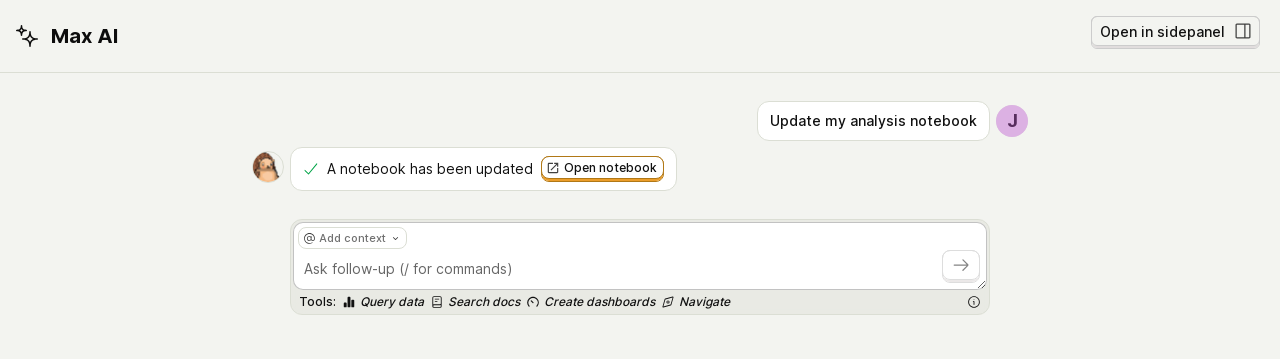 Max AI
Open in sidepanel
Update my analysis notebook
J
A notebook has been updated Open notebook
@ Add context
Ask follow-up (/ for commands)
Tools: Query data Search docs Create dashboards Navigate